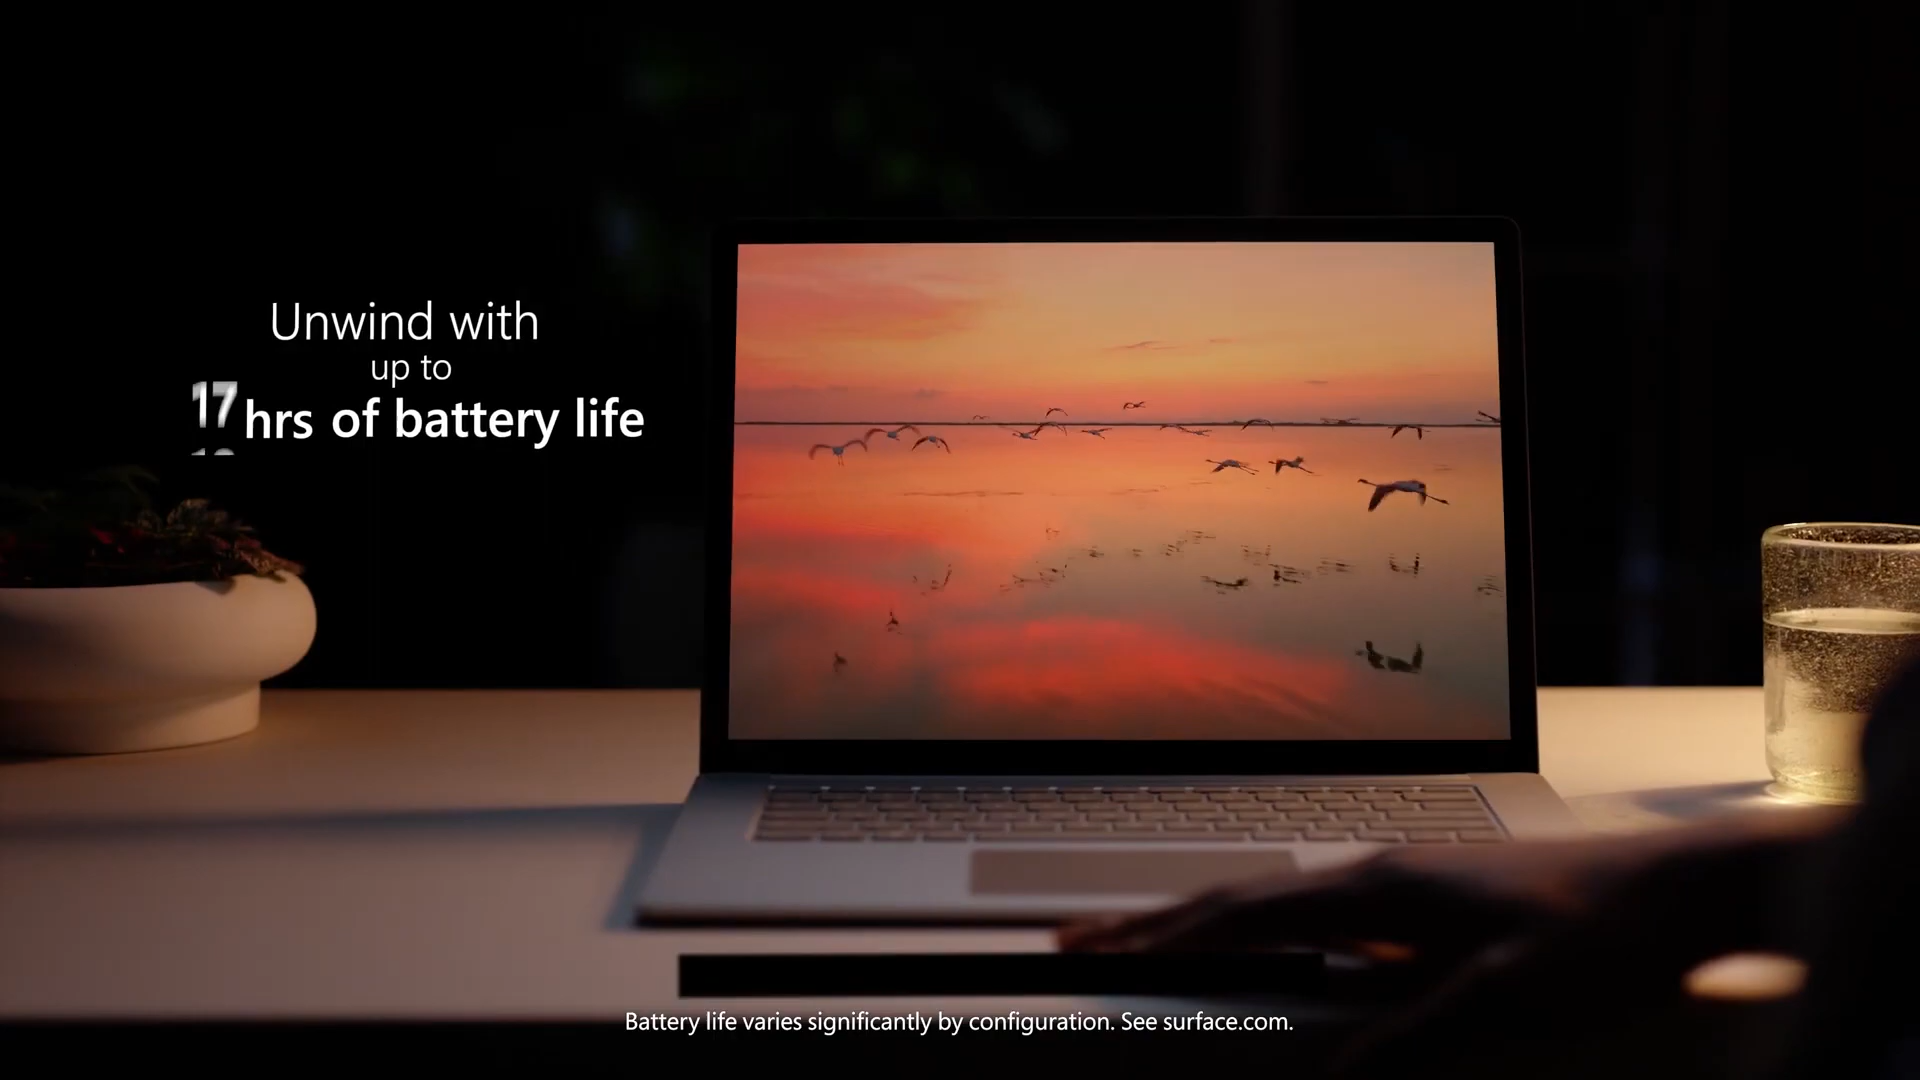 Unwind with
up to
17 hrs of battery life
Battery life varies significantly by configuration. See surface.com.